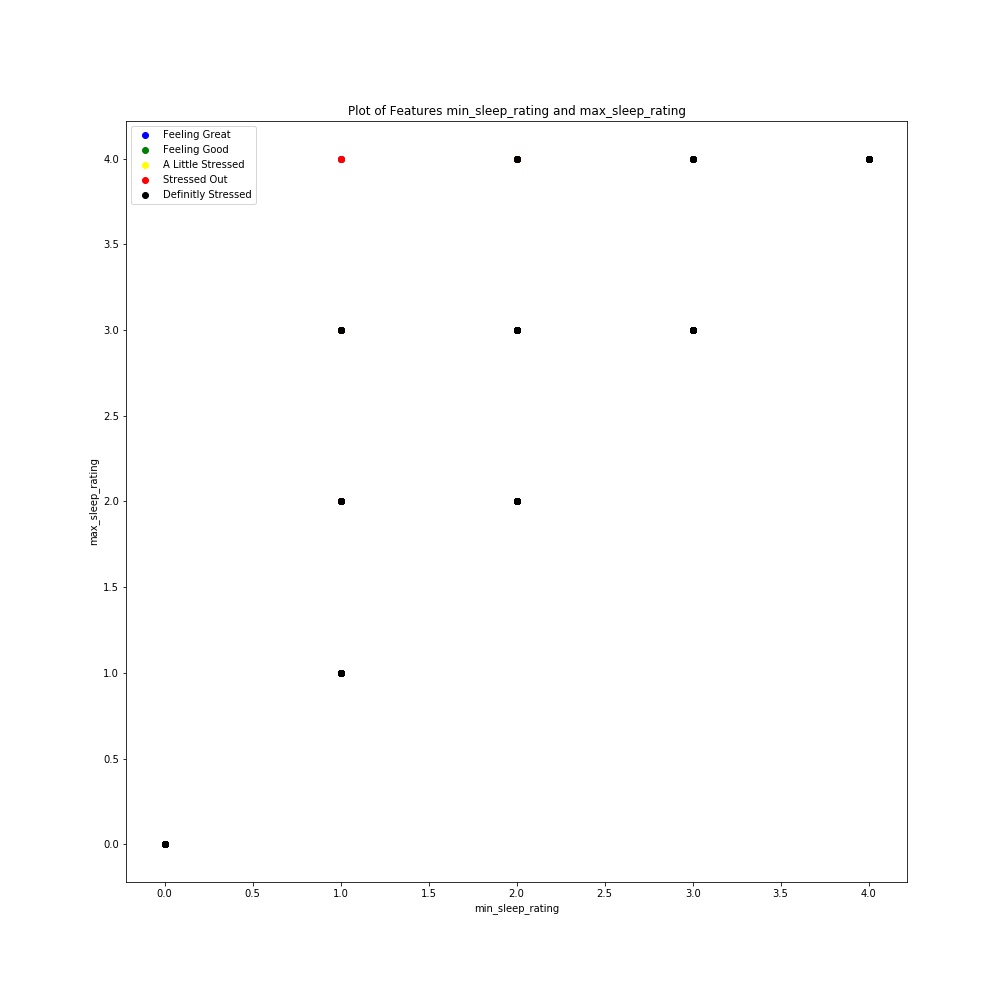 Plot of Features min_sleep_rating and max_sleep_rating
Feeling Great
Feeling Good
A Little Stressed
Stressed Out
Definitly Stressed
4.0
3.5
3.0
2.5
2.0
1.5
1.0
0.5
0.0
max_sleep_rating
0.0 0.5 1.0 1.5 2.0 2.5 3.0 3.5 4.0
min_sleep_rating